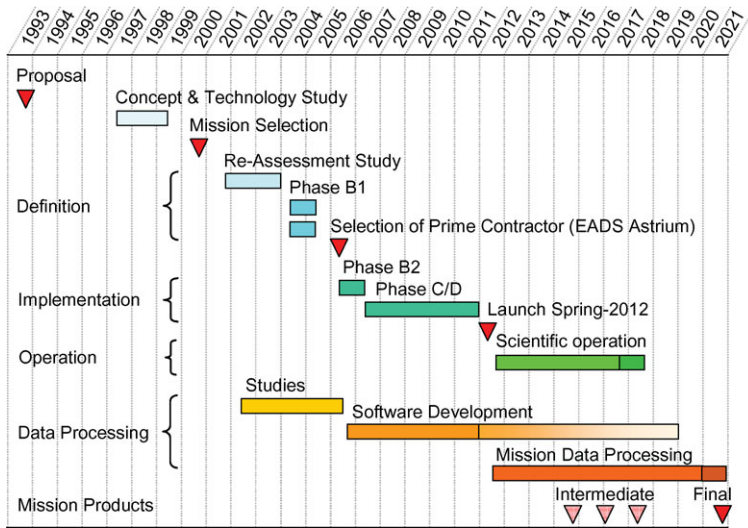 1993 1994 1995 1996 1997 1998 1999 2000 2001 2002 2003 2004 2005 2006 2007 2008 2009 2010 2011 2012 2013 2014 2015 2016 2017 2018 2019 2020 2021
Proposal
Concept & Technology Study
Mission Selection
Re-Assessment Study
Phase B1
Definition
Selection of Prime Contractor (EADS Astrium)
Phase B2
Phase C/D
Implementation
Launch Spring-2012
Scientific operation
Operation
Studies
Software Development
Data Processing
Mission Data Processing
Intermediate Final
Mission Products